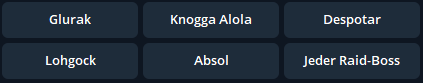 Glurak
Knogga Alola
Despotar
Lohgock
Absol
Jeder Raid-Boss